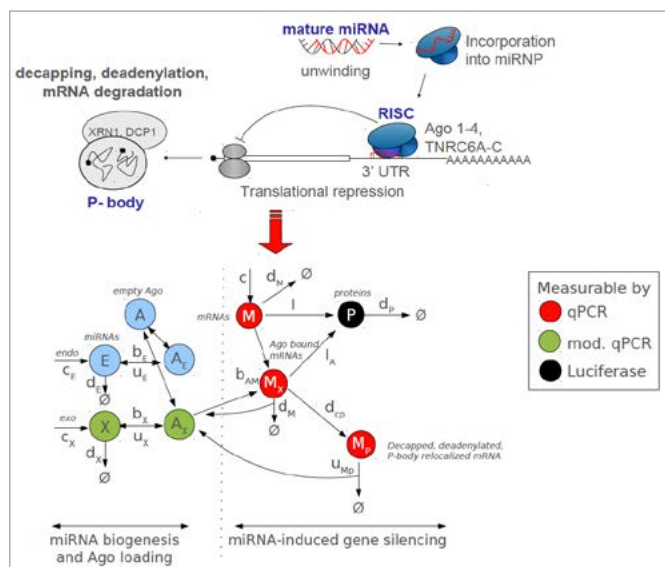 mature miRNA
unwinding
Incorporation
into miRNP
decapping, deadenylation,
mRNA degradation
XRN1, DCP1
P- body
RISC
Ago 1-4,
TNRC6A-C
AAAAAAAAAAA
3' UTR
Translational repression
c
d_M
Ø
mRNAs
M
l
proteins
P
d_P
Ø
empty Ago
A
miRNAs
endo
c_E
E
b_E
u_E
A_E
d_E
Ø
exo
c_X
X
b_X
u_X
A_X
d_X
Ø
Ago bound
mRNAs
l_A
b_AM
M_X
d_M
Ø
d_cp
M_P
Decapped, deadenylated,
P-body relocalized mRNA
u_Mp
Ø
Measurable by
qPCR
mod. qPCR
Luciferase
miRNA biogenesis
and Ago loading
miRNA-induced gene silencing